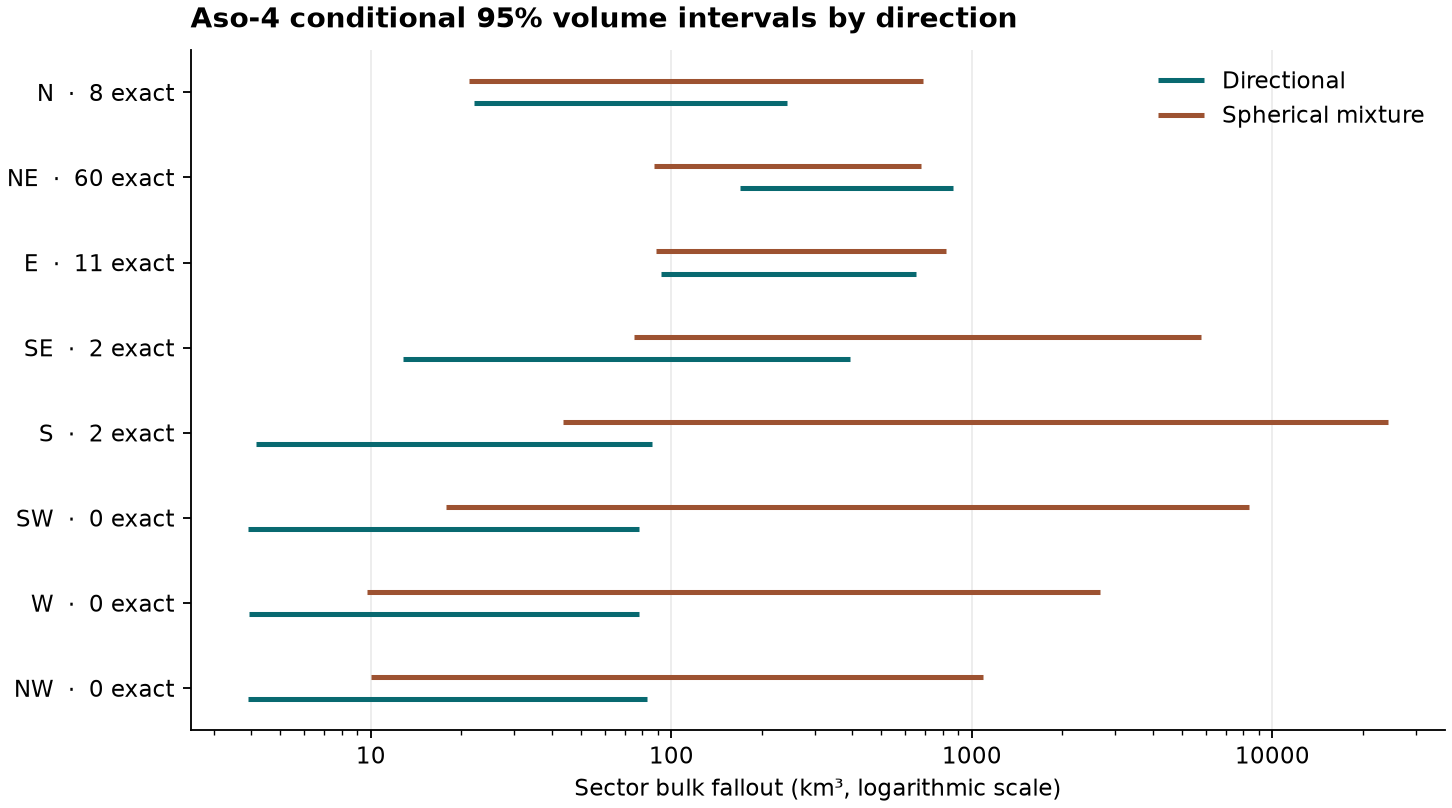 Aso-4 conditional 95% volume intervals by direction
Directional
Spherical mixture
N · 8 exact
NE · 60 exact
E · 11 exact
SE · 2 exact
S · 2 exact
SW · 0 exact
W · 0 exact
NW · 0 exact
10 100 1000 10000
Sector bulk fallout (km³, logarithmic scale)